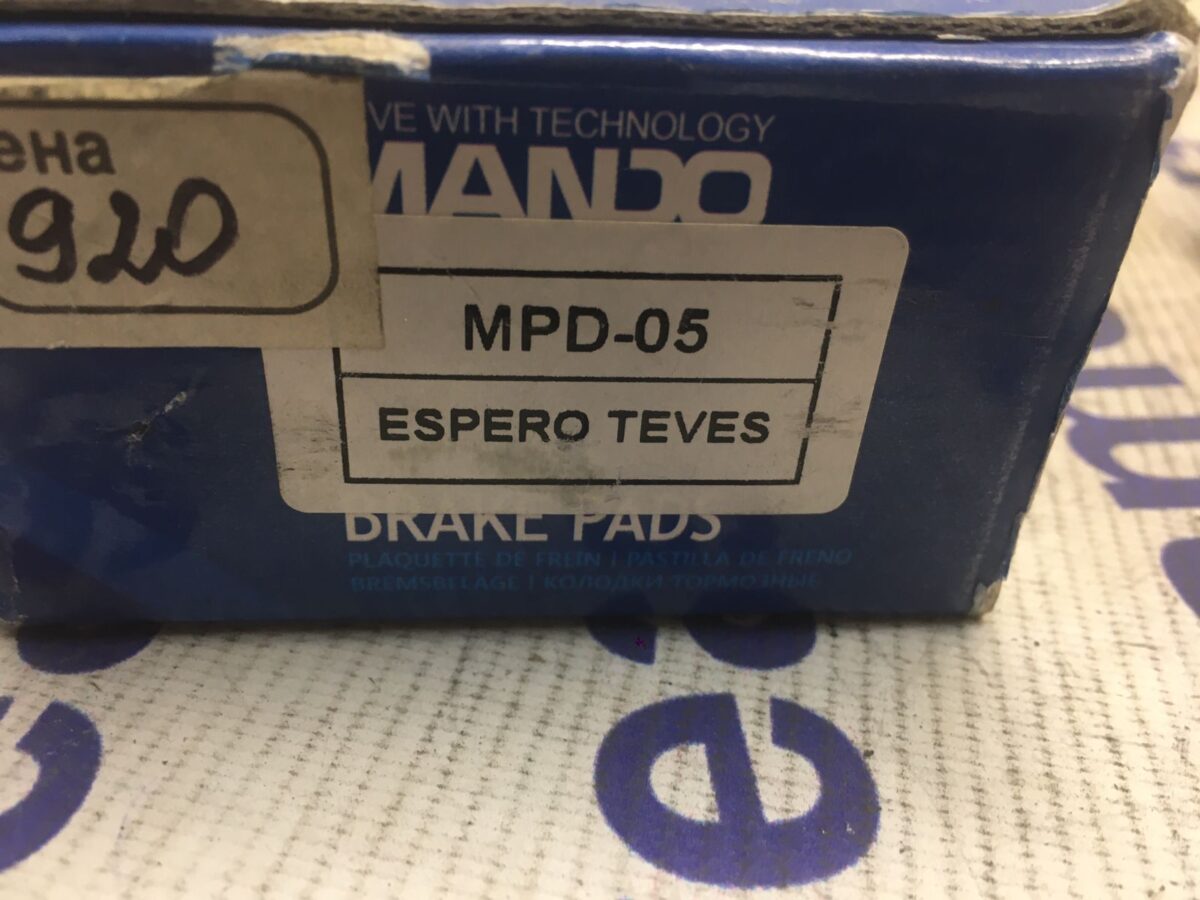 ена
920
VE WITH TECHNOLOGY
MANDO
MPD-05
ESPERO TEVES
BRAKE PADS
PLAQUETTE DE FREIN | PASTILLA DE FRENO
BREMSBELAGE | КОЛОДКИ ТОРМОЗНЫЕ
e
m